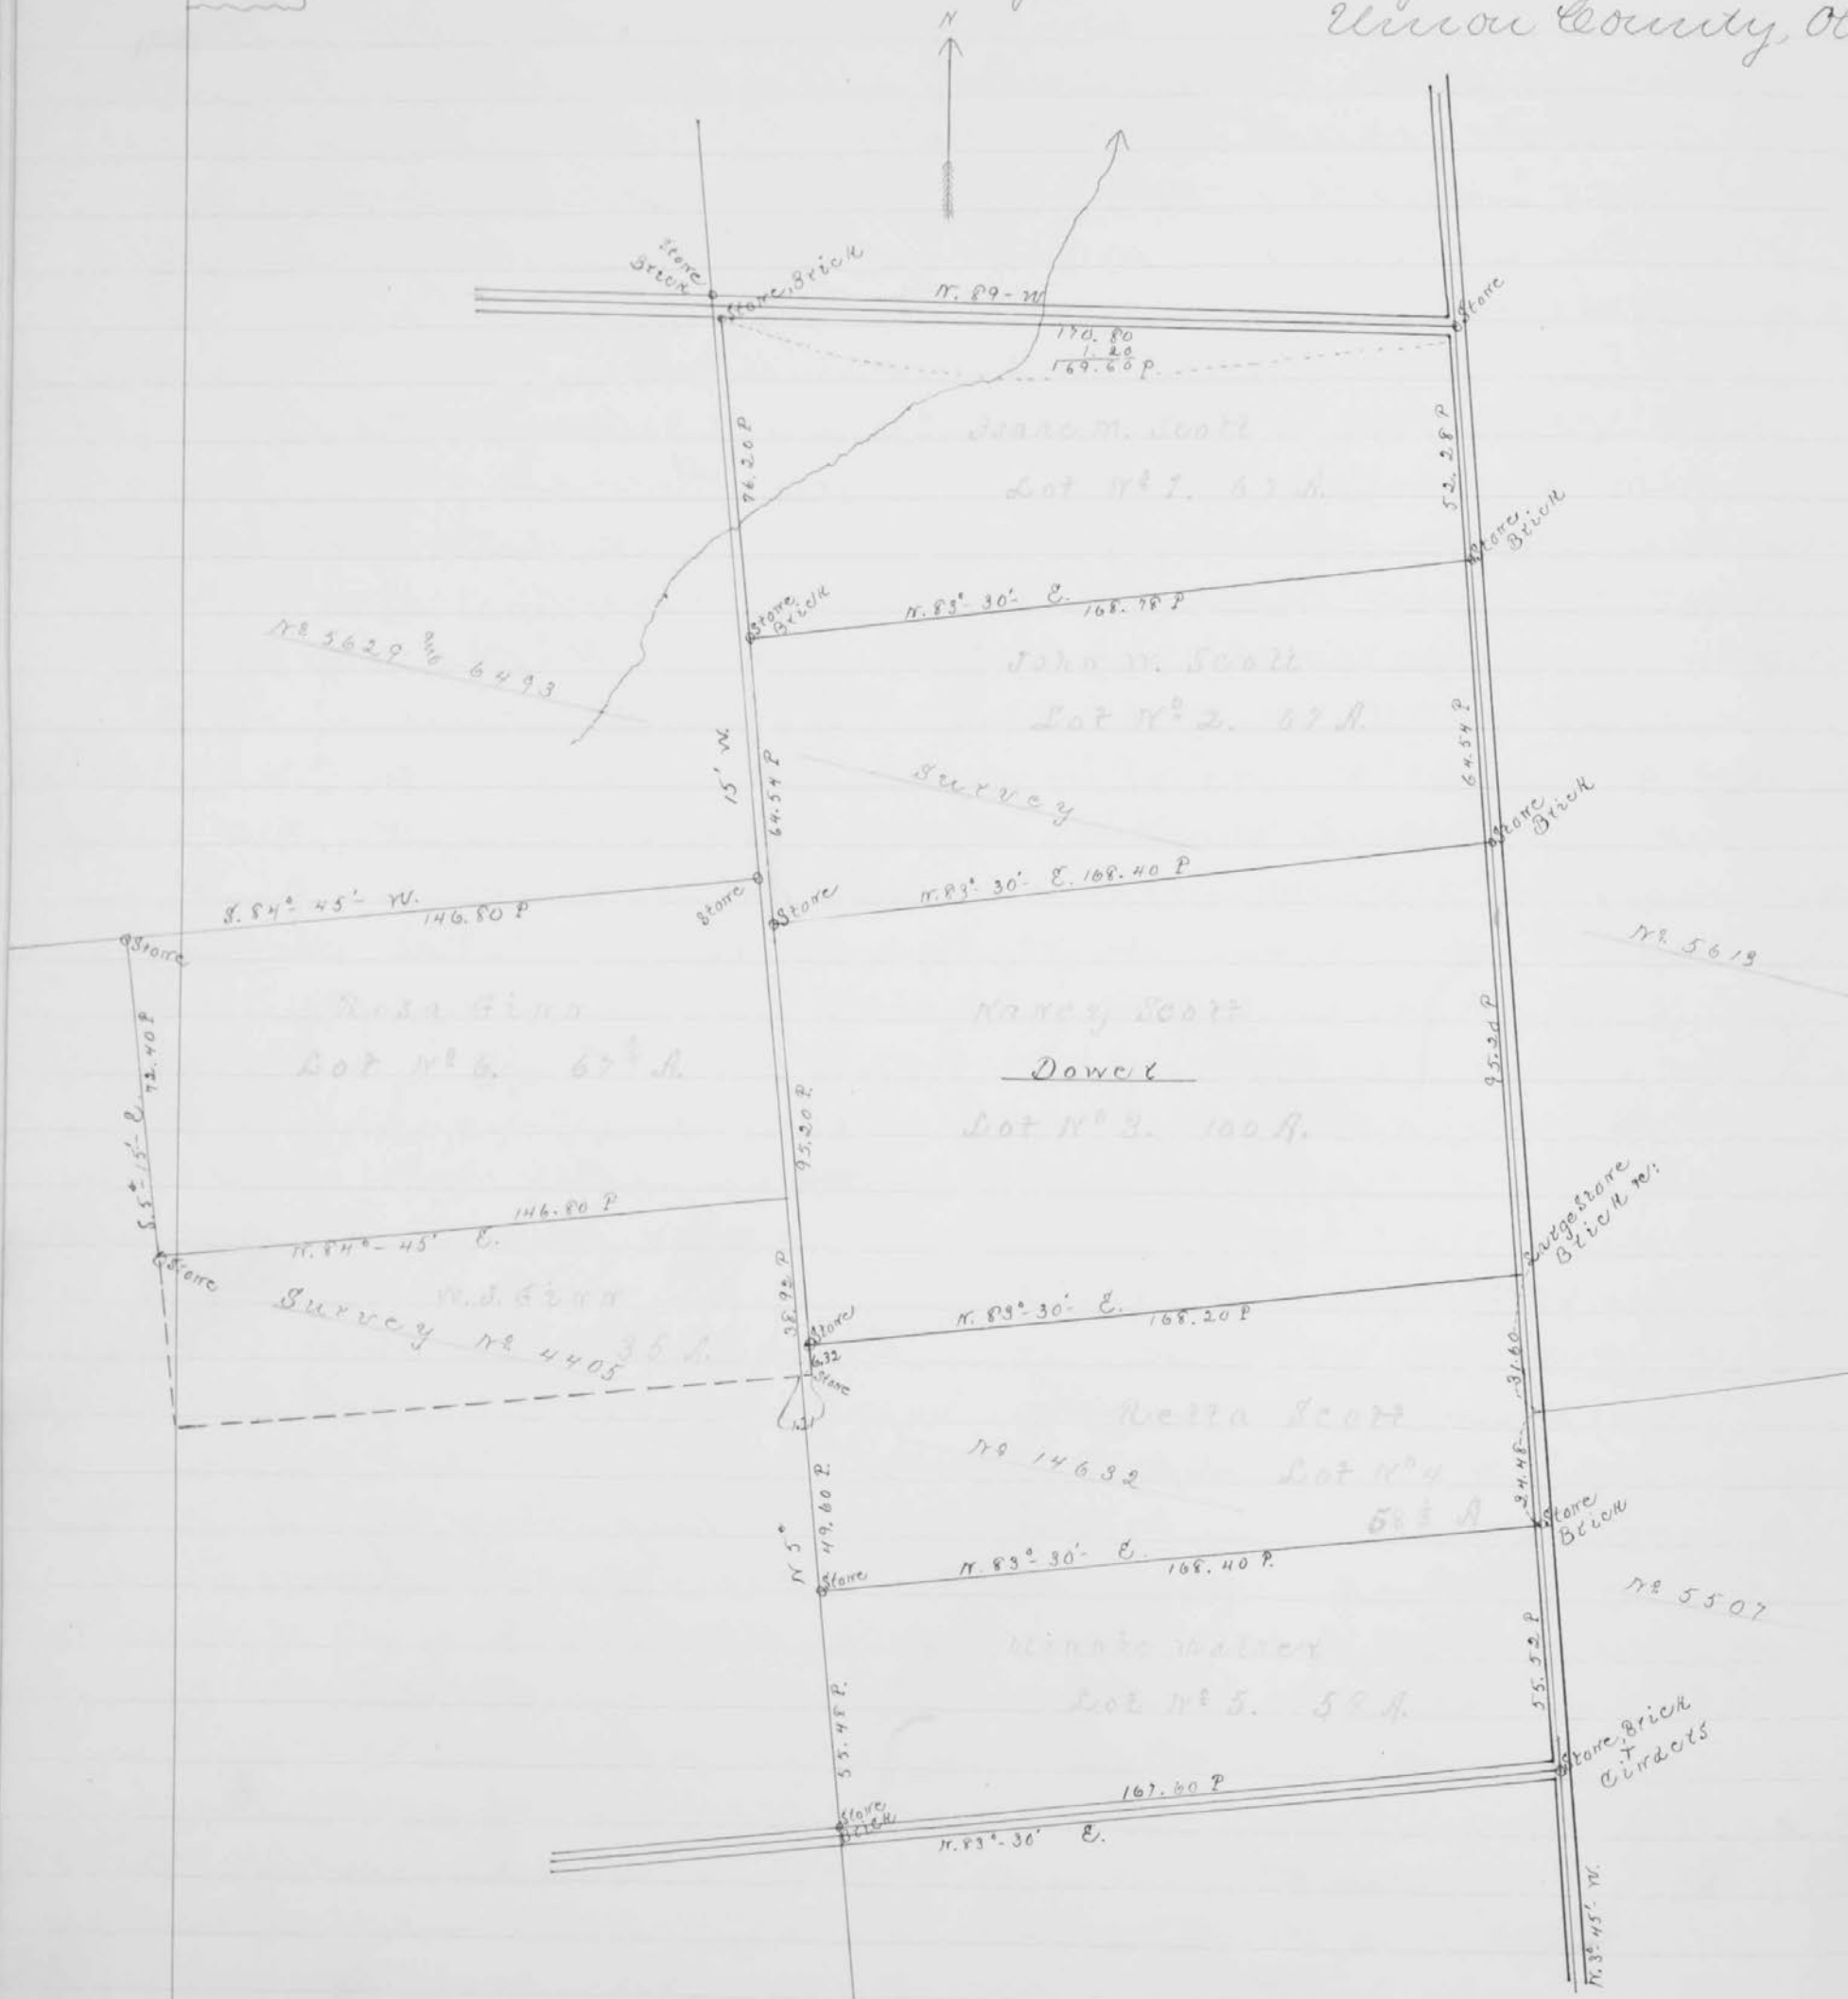 Union County,
N
Stone
Brick
Stone, Brick
N. 89 - W
Stone
170.80
1.20
169.60 P.
76.20 P
52.28 P
Isaac M. Scott
Lot No 1. 67 A.
Stone.
Brick
Stone
Brick
N. 83° - 30' - E.
168.78 P
No 5629 & 6493
John W. Scott
Lot No 2. 67 A.
15' W.
64.54 P
64.54 P
Survey
Stone
Brick
S. 84° - 45' - W.
146.80 P
Stone
Stone
N. 83° - 30' - E. 168.40 P
Stone
No 5613
Rosa Ginn
Lot No 6. 67 A.
Nancy Scott
Dower
Lot No 3. 100 A.
72.40 P
S. 5° - 15' - E.
95.20 P.
95.20 P
146.80 P
N. 84° - 45' E.
Stone
Large Stone
Brick &c:
38.92 P
N. 83° - 30' - E.
168.20 P
Stone
Survey No 4405
Ginn
35 A.
6.32
Stone
31.60
Retta Scott
Lot No 4
No 14632
24.48
N 5°
49.60 P.
Stone
Brick
Stone
N. 83° - 30' - E.
168.40 P.
No 5507
Minnie
Lot No 5. 58 A.
55.48 P.
55.52 P
Stone, Brick
+
Cinders
Stone
Brick
167.60 P
N. 83° - 30' E.
N. 3° - 45' - W.